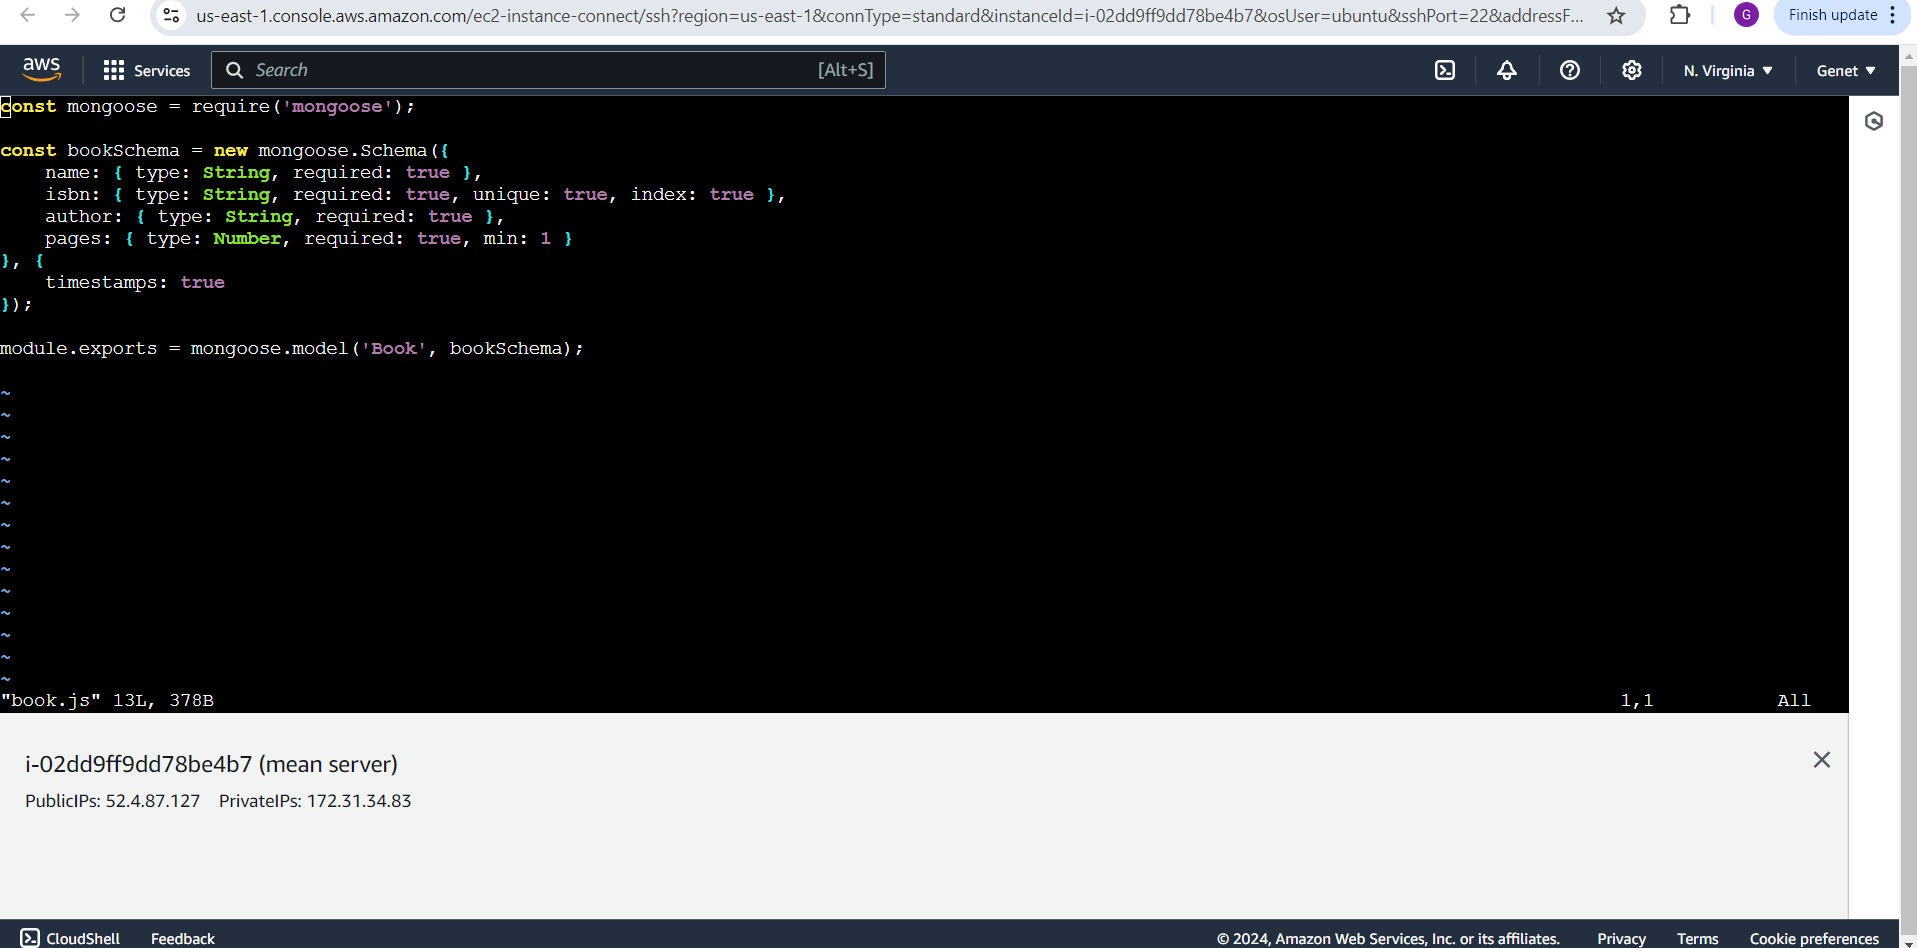 us-east-1.console.aws.amazon.com/ec2-instance-connect/ssh?region=us-east-1&connType=standard&instanceId=i-02dd9ff9dd78be4b7&osUser=ubuntu&sshPort=22&addressF... G Finish update
aws Services Search [Alt+S] N. Virginia Genet
const mongoose = require('mongoose');
const bookSchema = new mongoose.Schema({
    name: { type: String, required: true },
    isbn: { type: String, required: true, unique: true, index: true },
    author: { type: String, required: true },
    pages: { type: Number, required: true, min: 1 }
}, {
    timestamps: true
});
module.exports = mongoose.model('Book', bookSchema);
~
~
~
~
~
~
~
~
~
~
~
~
~
~
"book.js" 13L, 378B 1,1 All
i-02dd9ff9dd78be4b7 (mean server)
PublicIPs: 52.4.87.127 PrivateIPs: 172.31.34.83
CloudShell Feedback © 2024, Amazon Web Services, Inc. or its affiliates. Privacy Terms Cookie preferences